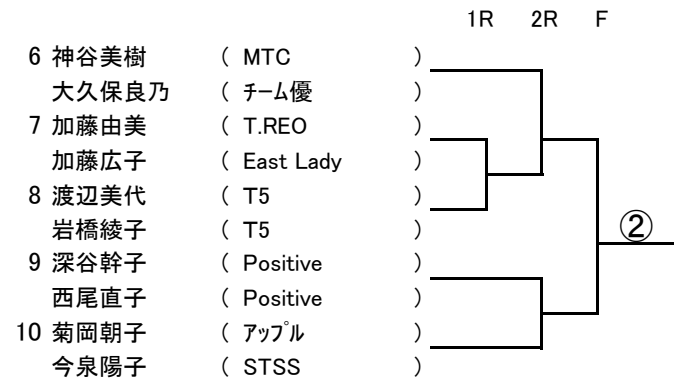 1R 2R F
6 神谷美樹 ( MTC )
大久保良乃 ( チーム優 )
7 加藤由美 ( T.REO )
加藤広子 ( East Lady )
8 渡辺美代 ( T5 )
岩橋綾子 ( T5 )
②
9 深谷幹子 ( Positive )
西尾直子 ( Positive )
10 菊岡朝子 ( アップル )
今泉陽子 ( STSS )